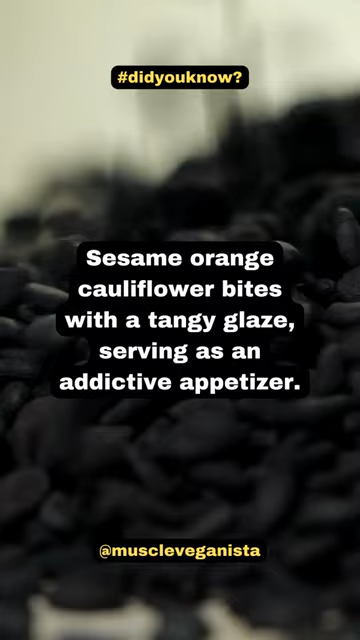 #didyouknow?
Sesame orange
cauliflower bites
with a tangy glaze,
serving as an
addictive appetizer.
@muscleveganista